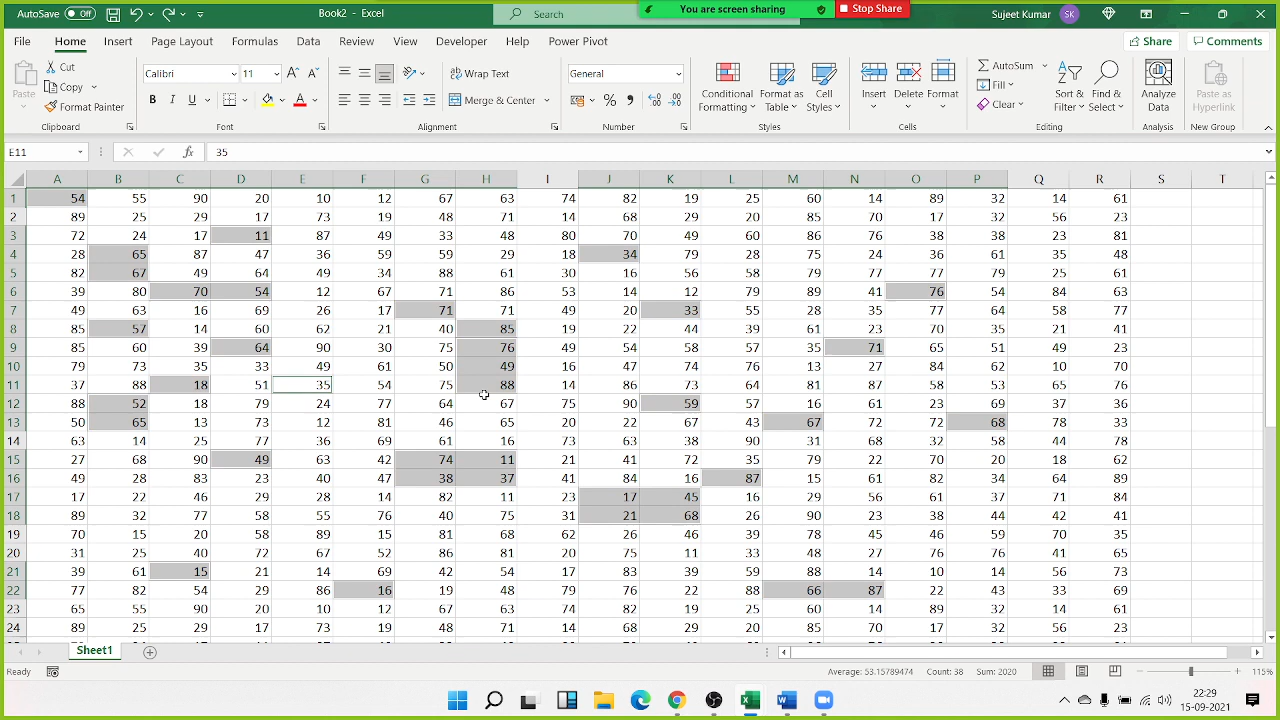 AutoSave Off Book2 - Excel Search You are screen sharing Stop Share Sujeet Kumar SK
File Home Insert Page Layout Formulas Data Review View Developer Help Power Pivot Share Comments
Paste Cut Copy Format Painter Calibri 11 B I U Wrap Text Merge & Center General Conditional Formatting Format as Table Cell Styles Insert Delete Format AutoSum Fill Clear Sort & Filter Find & Select Analyze Data Paste as Hyperlink
Clipboard Font Alignment Number Styles Cells Editing Analysis New Group
E11 fx 35
A B C D E F G H I J K L M N O P Q R S T
1 54 55 90 20 10 12 67 63 74 82 19 25 60 14 89 32 14 61
2 89 25 29 17 73 19 48 71 14 68 29 20 85 70 17 32 56 23
3 72 24 17 11 87 49 33 48 80 70 49 60 86 76 38 38 23 81
4 28 65 87 47 36 59 59 29 18 34 79 28 75 24 36 61 35 48
5 82 67 49 64 49 34 88 61 30 16 56 58 79 77 77 79 25 61
6 39 80 70 54 12 67 71 86 53 14 12 79 89 41 76 54 84 63
7 49 63 16 69 26 17 71 71 49 20 33 55 28 35 77 64 58 77
8 85 57 14 60 62 21 40 85 19 22 44 39 61 23 70 35 21 41
9 85 60 39 64 90 30 75 76 49 54 58 57 35 71 65 51 49 23
10 79 73 35 33 49 61 50 49 16 47 74 76 13 27 84 62 10 70
11 37 88 18 51 35 54 75 88 14 86 73 64 81 87 58 53 65 76
12 88 52 18 79 24 77 64 67 75 90 59 57 16 61 23 69 37 36
13 50 65 13 73 12 81 46 65 20 22 67 43 67 72 72 68 78 33
14 63 14 25 77 36 69 61 16 73 63 38 90 31 68 32 58 44 78
15 27 68 90 49 63 42 74 11 21 41 72 35 79 22 70 20 18 62
16 49 28 83 23 40 47 38 37 41 84 16 87 15 61 82 34 64 89
17 17 22 46 29 28 14 82 11 23 17 45 16 29 56 61 37 71 84
18 89 32 77 58 55 76 40 75 31 21 68 26 90 23 38 44 42 41
19 70 15 20 58 89 15 81 68 62 26 46 39 78 45 46 59 70 35
20 31 25 40 72 67 52 86 81 20 75 11 33 48 27 76 76 41 65
21 39 61 15 21 14 69 42 54 17 83 39 59 88 14 10 14 56 73
22 77 82 54 29 86 16 19 48 79 76 22 88 66 87 22 43 33 69
23 65 55 90 20 10 12 67 63 74 82 19 25 60 14 89 32 14 61
24 89 25 29 17 73 19 48 71 14 68 29 20 85 70 17 32 56 23
Sheet1
Ready Average: 53.15789474 Count: 38 Sum: 2020 115%
22:29
15-09-2021